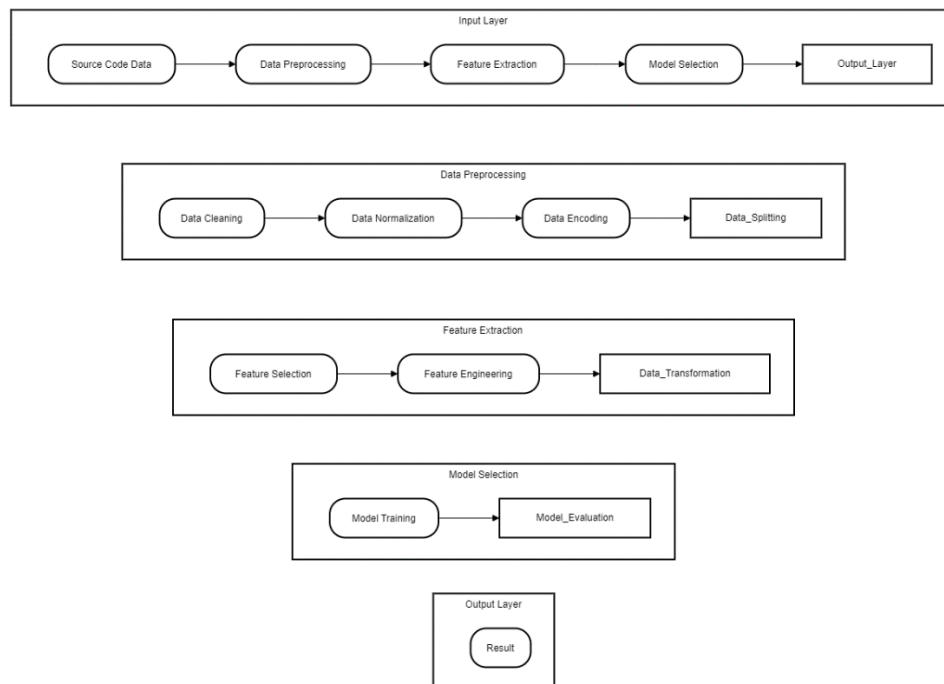 Input Layer
Source Code Data
Data Preprocessing
Feature Extraction
Model Selection
Output_Layer
Data Preprocessing
Data Cleaning
Data Normalization
Data Encoding
Data_Splitting
Feature Extraction
Feature Selection
Feature Engineering
Data_Transformation
Model Selection
Model Training
Model_Evaluation
Output Layer
Result